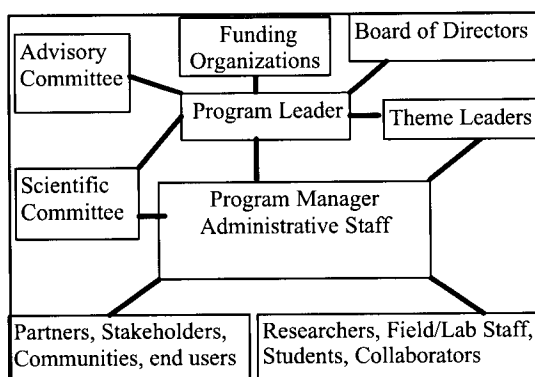 Advisory
Committee
Funding
Organizations
Board of Directors
Program Leader
Theme Leaders
Scientific
Committee
Program Manager
Administrative Staff
Partners, Stakeholders,
Communities, end users
Researchers, Field/Lab Staff,
Students, Collaborators